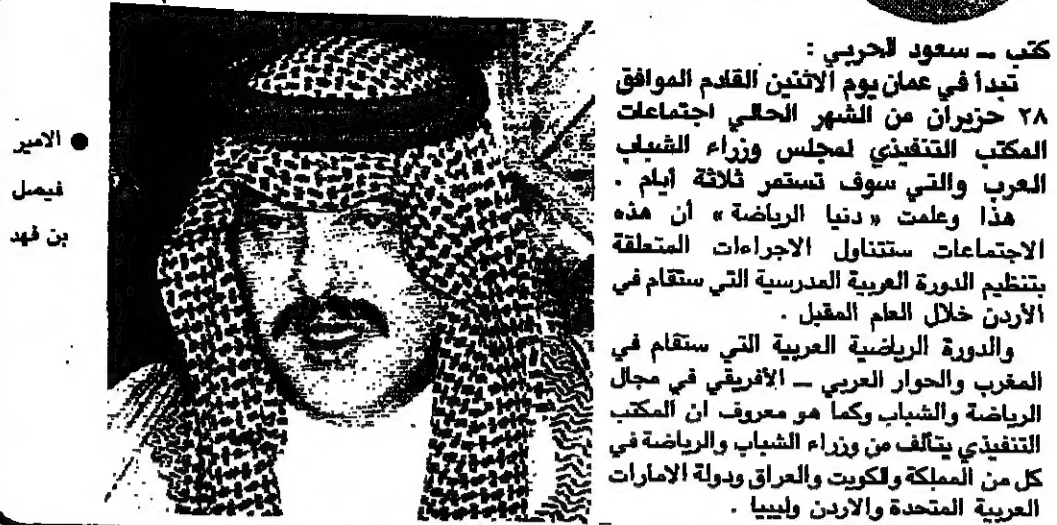 كتب ــ سعود الحربي :
تبدا في عمان يوم الاثنين القادم الموافق
٢٨ حزيران من الشهر الحالي اجتماعات
المكتب التنفيذي لمجلس وزراء الشباب
العرب والتي سوف تستمر ثلاثة أيام .
هذا وعلمت « دنيا الرياضة » أن هذه
الاجتماعات ستتناول الاجراءات المتعلقة
بتنظيم الدورة العربية المدرسية التي ستقام في
الأردن خلال العام المقبل .
والدورة الرياضية العربية التي ستقام في
المغرب والحوار العربي ــ الأفريقي في مجال
الرياضة والشباب وكما هو معروف ان المكتب
التنفيذي يتألف من وزراء الشباب والرياضة في
كل من المملكة والكويت والعراق ودولة الامارات
العربية المتحدة والاردن وليبيا .
● الامير
فيصل
بن فهد